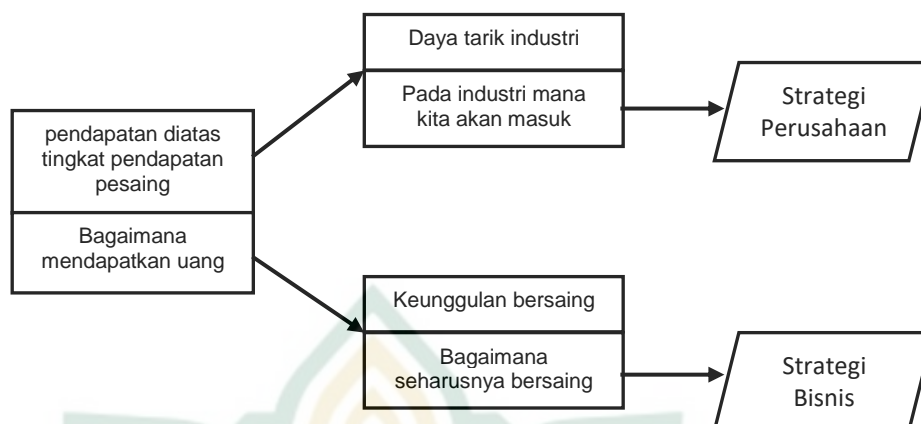 pendapatan diatas
tingkat pendapatan
pesaing
Bagaimana
mendapatkan uang
Daya tarik industri
Pada industri mana
kita akan masuk
Strategi
Perusahaan
Keunggulan bersaing
Bagaimana
seharusnya bersaing
Strategi
Bisnis